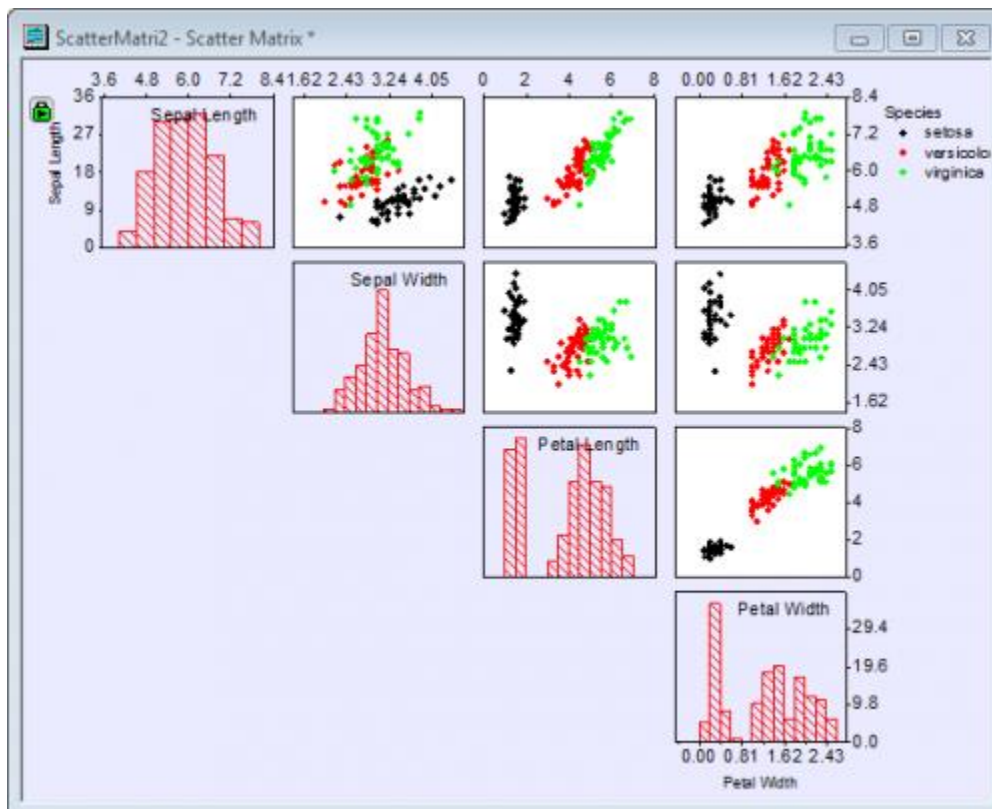 ScatterMatri2 - Scatter Matrix *
3.6 4.8 6.0 7.2 8.4 1.62 2.43 3.24 4.05 0 2 4 6 8 0.00 0.81 1.62 2.43
36
27
18
9
0
Sepal Length
Sepal Length
8.4
7.2
6.0
4.8
3.6
Species
setosa
versicolo
virginica
Sepal Width
4.05
3.24
2.43
1.62
Petal Length
8
6
4
2
0
Petal Width
29.4
19.6
9.8
0.0
0.00 0.81 1.62 2.43
Petal Width